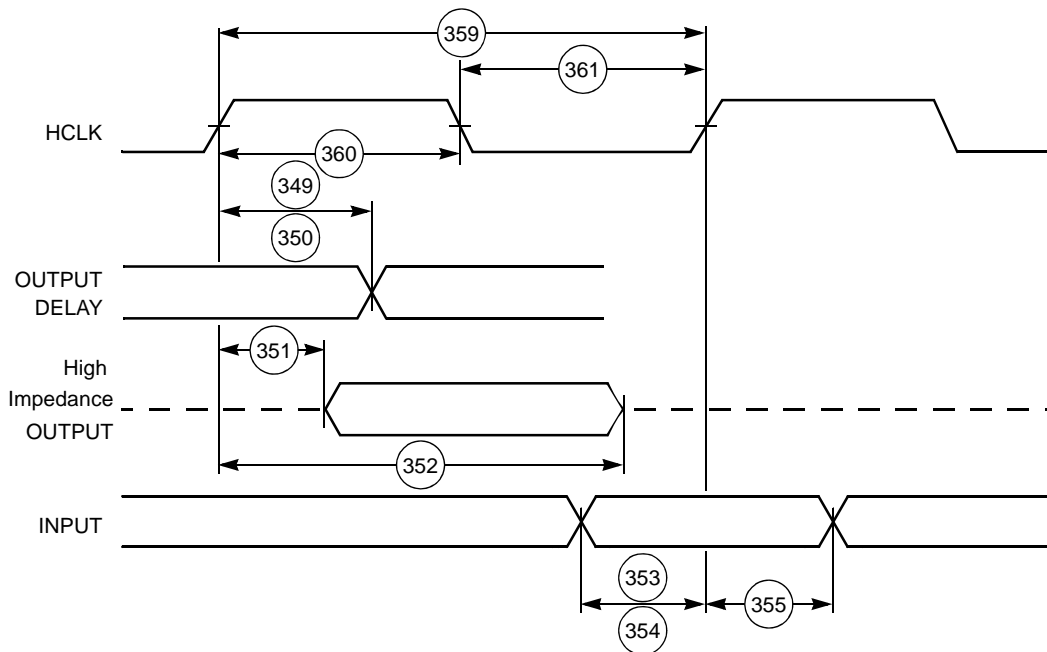 359
361
HCLK
360
349
350
OUTPUT
DELAY
351
High
Impedance
OUTPUT
352
INPUT
353
354
355